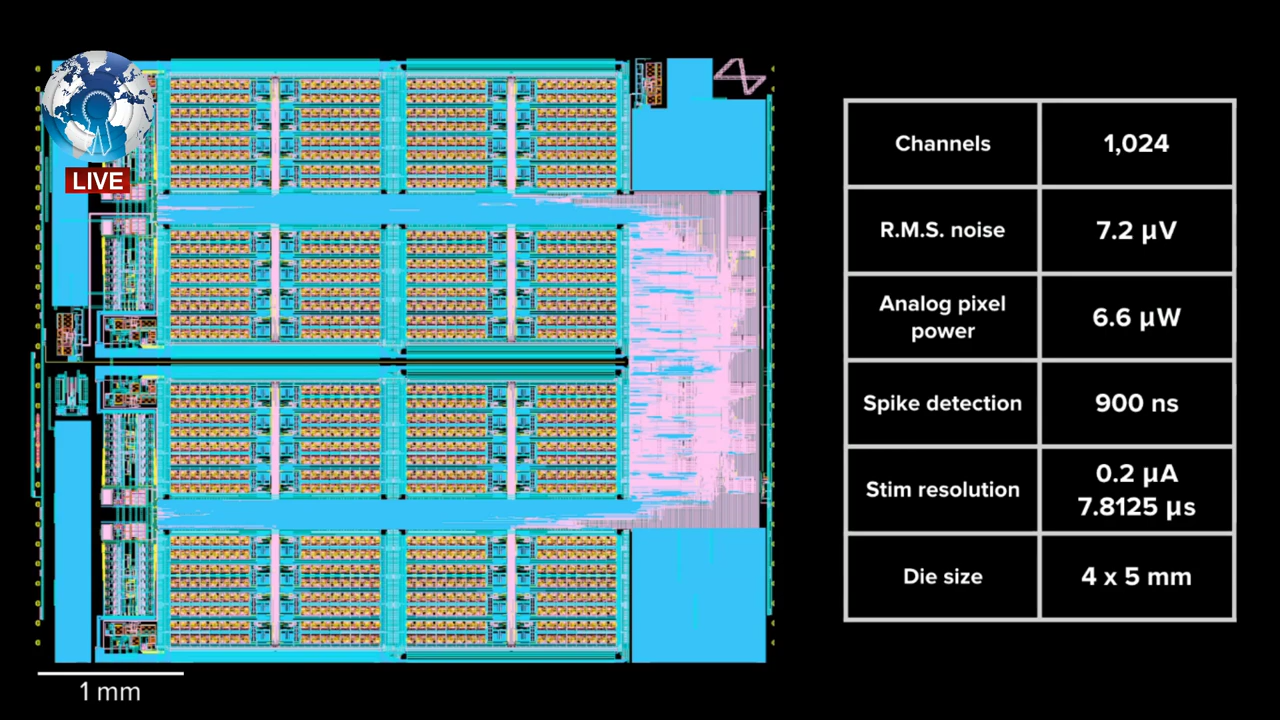 LIVE
Channels
1,024
R.M.S. noise
7.2 µV
Analog pixel
power
6.6 µW
Spike detection
900 ns
Stim resolution
0.2 µA
7.8125 µs
Die size
4 x 5 mm
1 mm